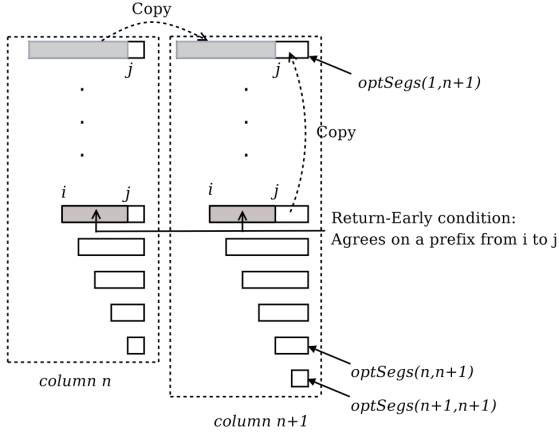 Copy
j
j
optSegs(1,n+1)
Copy
i
j
i
j
Return-Early condition:
Agrees on a prefix from i to j
optSegs(n,n+1)
column n
optSegs(n+1,n+1)
column n+1